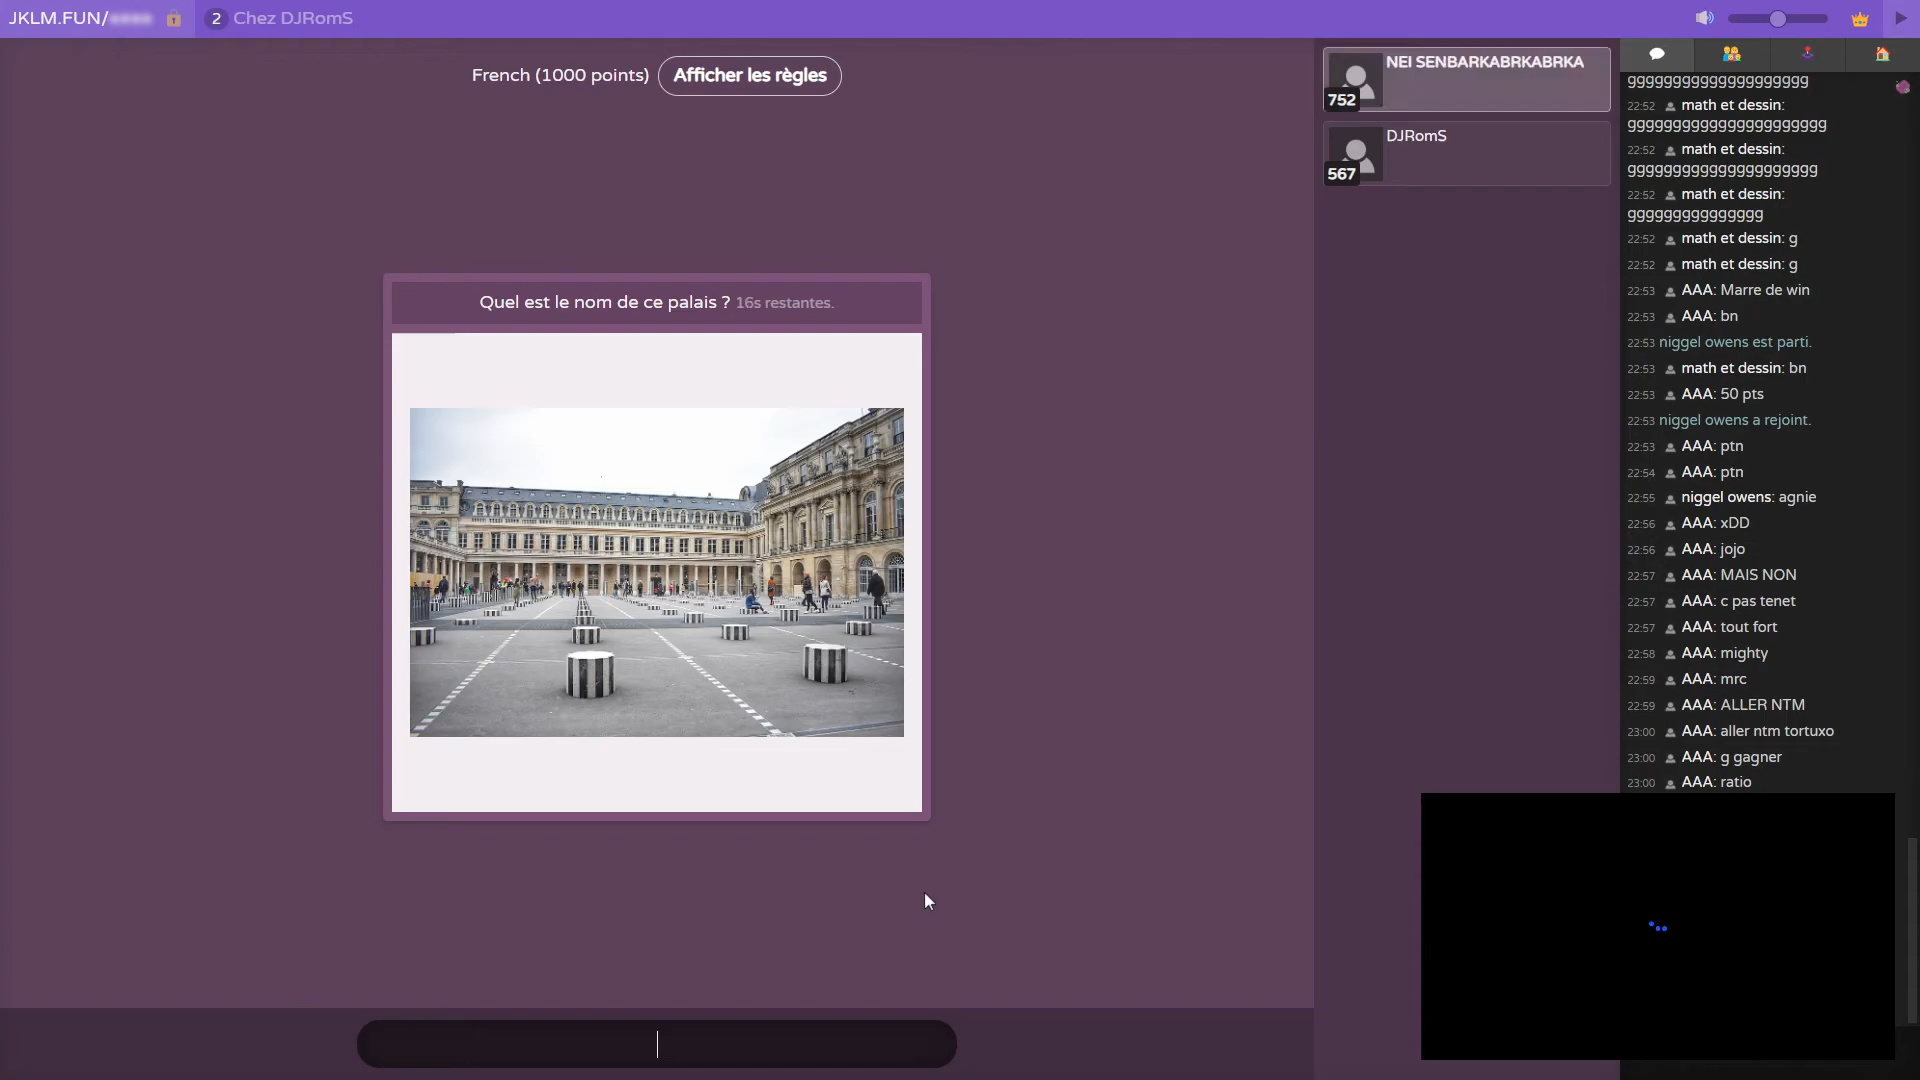 JKLM.FUN/
2 Chez DJRomS
French (1000 points) Afficher les règles
Quel est le nom de ce palais ? 16s restantes.
NEI SENBARKABRKABRKA
752
DJRomS
567
gggggggggggggggggggg
22:52 math et dessin:
gggggggggggggggggggggg
22:52 math et dessin:
ggggggggggggggggggggg
22:52 math et dessin:
ggggggggggggggg
22:52 math et dessin: g
22:52 math et dessin: g
22:53 AAA: Marre de win
22:53 AAA: bn
22:53 niggel owens est parti.
22:53 math et dessin: bn
22:53 AAA: 50 pts
22:53 niggel owens a rejoint.
22:53 AAA: ptn
22:54 AAA: ptn
22:55 niggel owens: agnie
22:56 AAA: xDD
22:56 AAA: jojo
22:57 AAA: MAIS NON
22:57 AAA: c pas tenet
22:57 AAA: tout fort
22:58 AAA: mighty
22:59 AAA: mrc
22:59 AAA: ALLER NTM
23:00 AAA: aller ntm tortuxo
23:00 AAA: g gagner
23:00 AAA: ratio